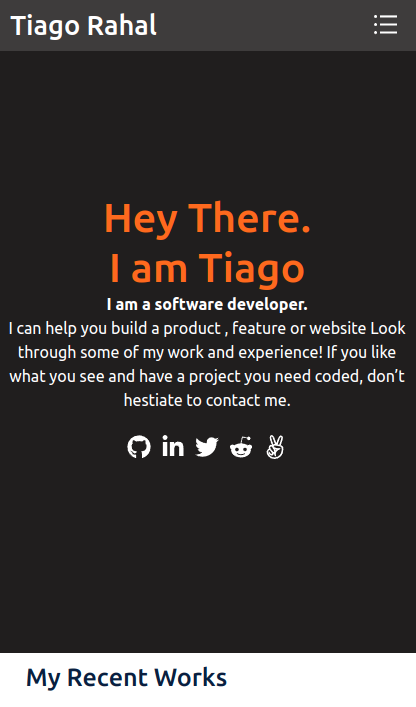 Tiago Rahal
Hey There.
I am Tiago
I am a software developer.
I can help you build a product , feature or website Look
through some of my work and experience! If you like
what you see and have a project you need coded, don’t
hestiate to contact me.
My Recent Works